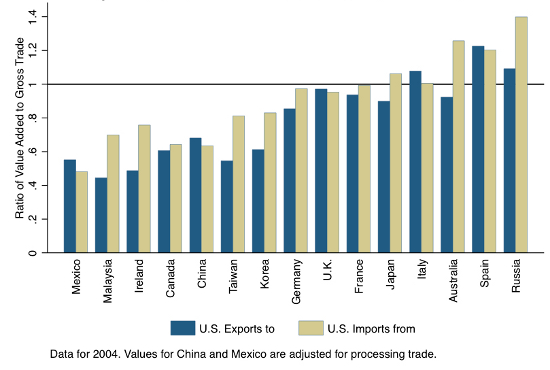 1.4
1.2
1
.8
.6
.4
.2
0
Ratio of Value Added to Gross Trade
Mexico
Malaysia
Ireland
Canada
China
Taiwan
Korea
Germany
U.K.
France
Japan
Italy
Australia
Spain
Russia
U.S. Exports to
U.S. Imports from
Data for 2004. Values for China and Mexico are adjusted for processing trade.